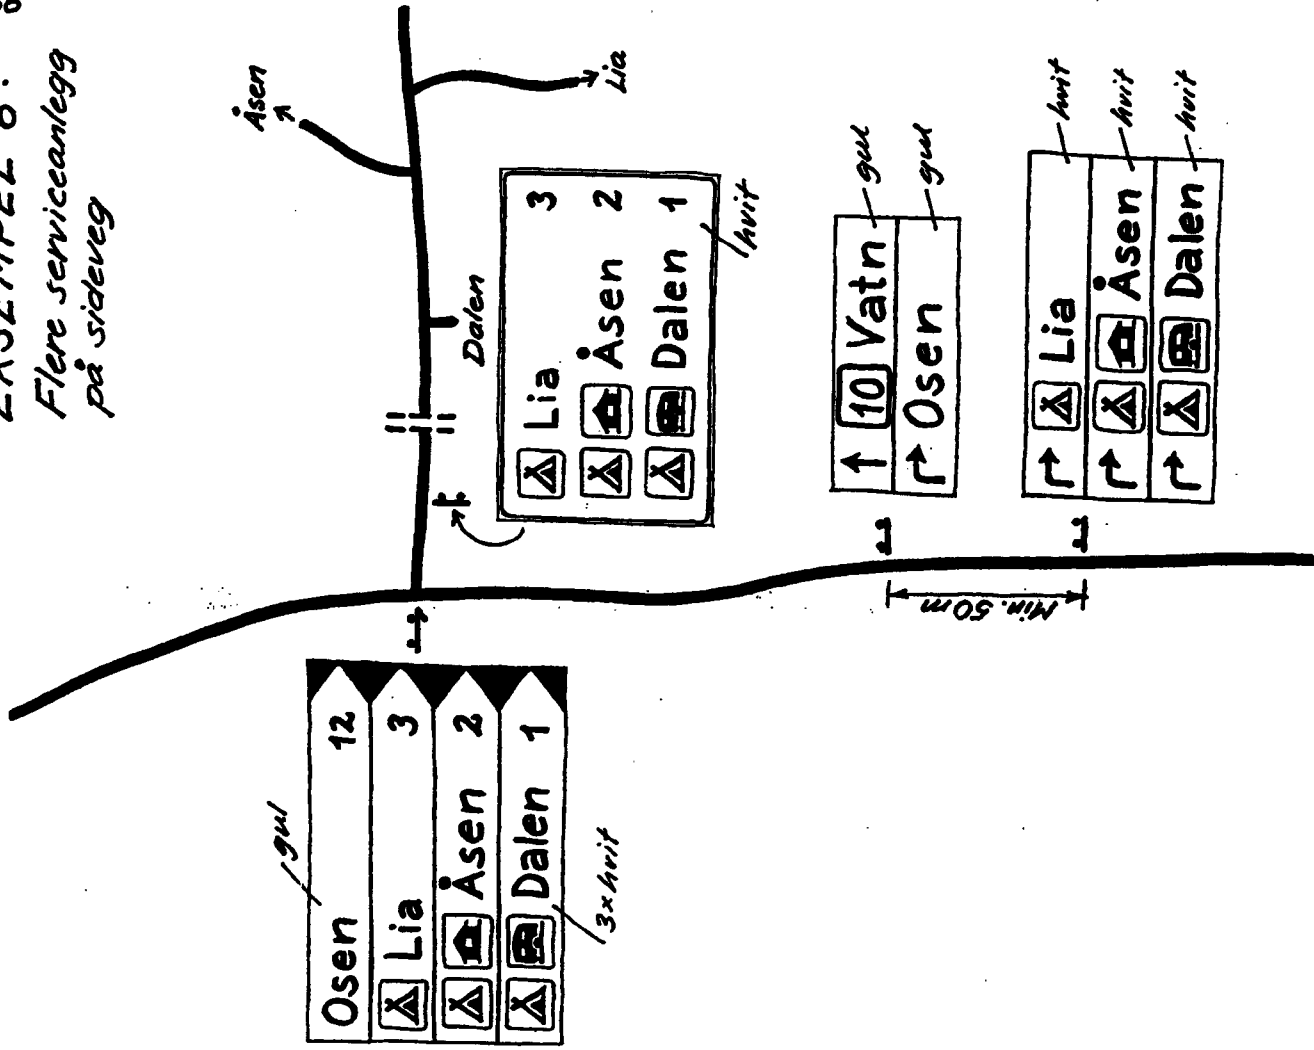 EKSEMPEL
Flere serviceanlegg
på sideveg
Åsen
Lia
Dalen
gul
Osen 12
Lia 3
Åsen 2
Dalen 1
3 x hvit
Lia 3
Åsen 2
Dalen 1
hvit
10 Vatn
Osen
gul
gul
Min. 50 m
Lia
Åsen
Dalen
hvit
hvit
hvit